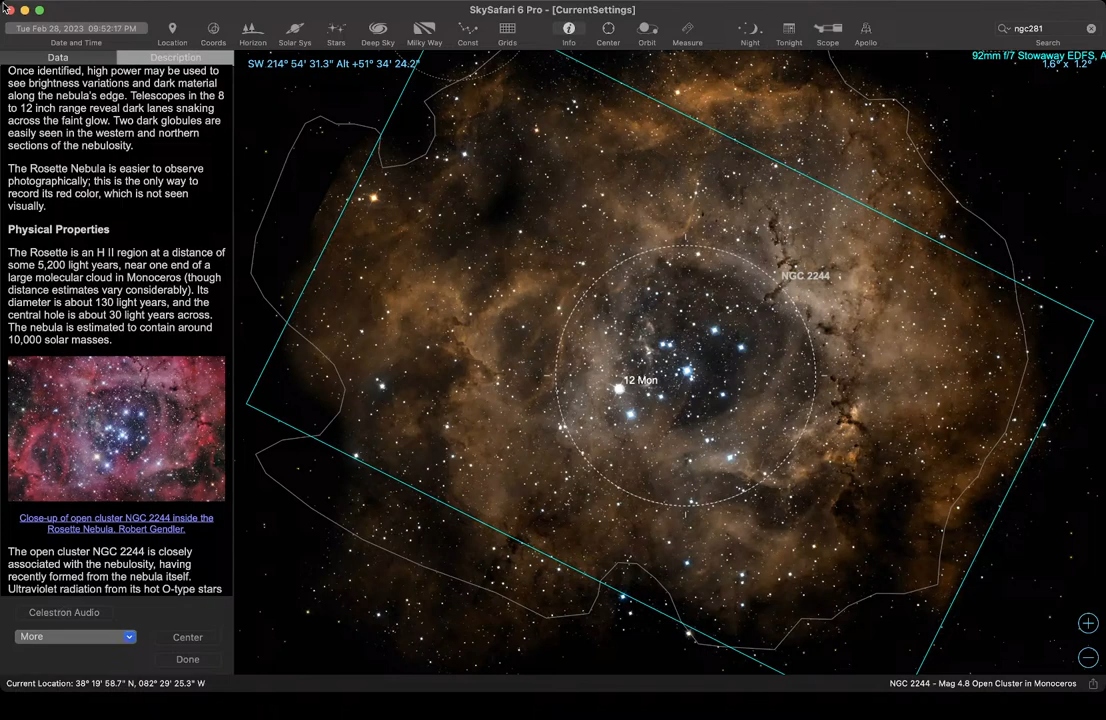 SkySafari 6 Pro - [CurrentSettings]
Tue Feb 28, 2023 09:52:17 PM
Date and Time
Location
Coords
Horizon
Solar Sys
Stars
Deep Sky
Milky Way
Const
Grids
Info
Center
Orbit
Measure
Night
Tonight
Scope
Apollo
ngc281
Search
Data
Description
Once identified, high power may be used to
see brightness variations and dark material
along the nebula's edge. Telescopes in the 8
to 12 inch range reveal dark lanes snaking
across the faint glow. Two dark globules are
easily seen in the western and northern
sections of the nebulosity.
The Rosette Nebula is easier to observe
photographically; this is the only way to
record its red color, which is not seen
visually.
Physical Properties
The Rosette is an H II region at a distance of
some 5,200 light years, near one end of a
large molecular cloud in Monoceros (though
distance estimates vary considerably). Its
diameter is about 130 light years, and the
central hole is about 30 light years across.
The nebula is estimated to contain around
10,000 solar masses.
Close-up of open cluster NGC 2244 inside the
Rosette Nebula. Robert Gendler.
The open cluster NGC 2244 is closely
associated with the nebulosity, having
recently formed from the nebula itself.
Ultraviolet radiation from its hot O-type stars
Celestron Audio
More
Center
Done
SW 214° 54' 31.3" Alt +51° 34' 24.2"
92mm f/7 Stowaway EDFS, A
1.6° x 1.2°
NGC 2244
12 Mon
Current Location: 38° 19' 58.7" N, 082° 29' 25.3" W
NGC 2244 - Mag 4.8 Open Cluster in Monoceros